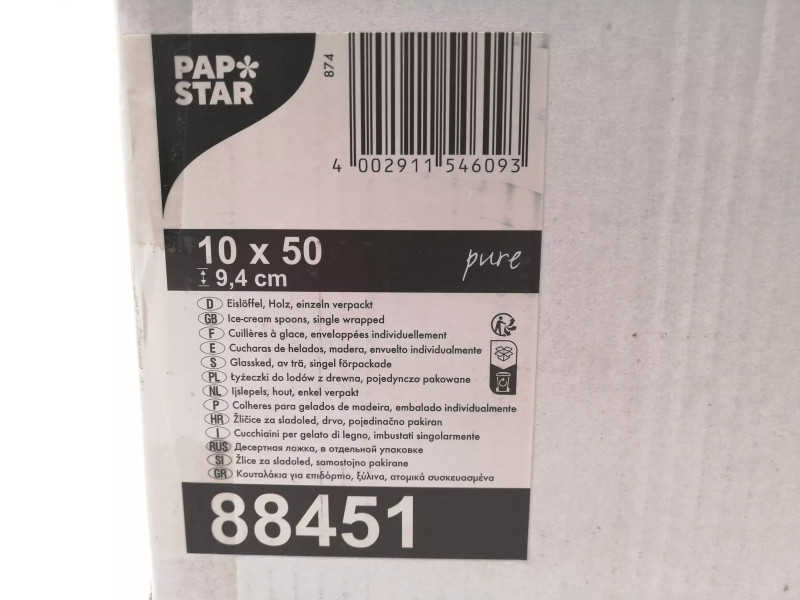 PAP*
STAR
874
4 002911 546093
10 x 50
9,4 cm
pure
D Eislöffel, Holz, einzeln verpackt
GB Ice-cream spoons, single wrapped
F Cuillères à glace, enveloppées individuellement
E Cucharas de helados, madera, envuelto individualmente
S Glassked, av trä, singel förpackade
PL Łyżeczki do lodów z drewna, pojedynczo pakowane
NL Ijslepels, hout, enkel verpakt
P Colheres para gelados de madeira, embalado individualmente
HR Žličice za sladoled, drvo, pojedinačno pakiran
I Cucchiaini per gelato di legno, imbustati singolarmente
RUS Десертная ложка, в отдельной упаковке
SI Žlice za sladoled, samostojno pakirane
GR Κουταλάκια για επιδόρπιο, ξύλινα, ατομικά συσκευασμένα
88451